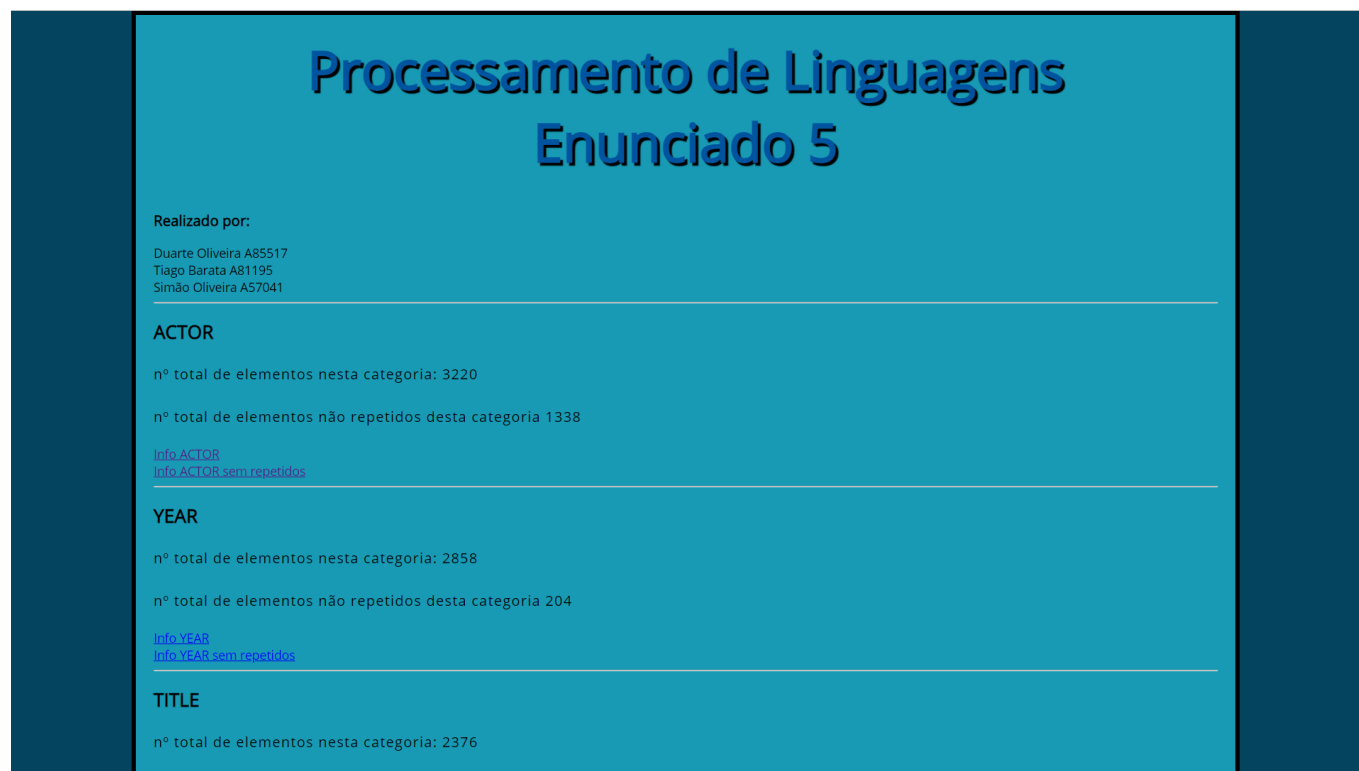 Processamento de Linguagens
Enunciado 5
Realizado por:
Duarte Oliveira A85517
Tiago Barata A81195
Simão Oliveira A57041
ACTOR
nº total de elementos nesta categoria: 3220
nº total de elementos não repetidos desta categoria 1338
Info ACTOR
Info ACTOR sem repetidos
YEAR
nº total de elementos nesta categoria: 2858
nº total de elementos não repetidos desta categoria 204
Info YEAR
Info YEAR sem repetidos
TITLE
nº total de elementos nesta categoria: 2376